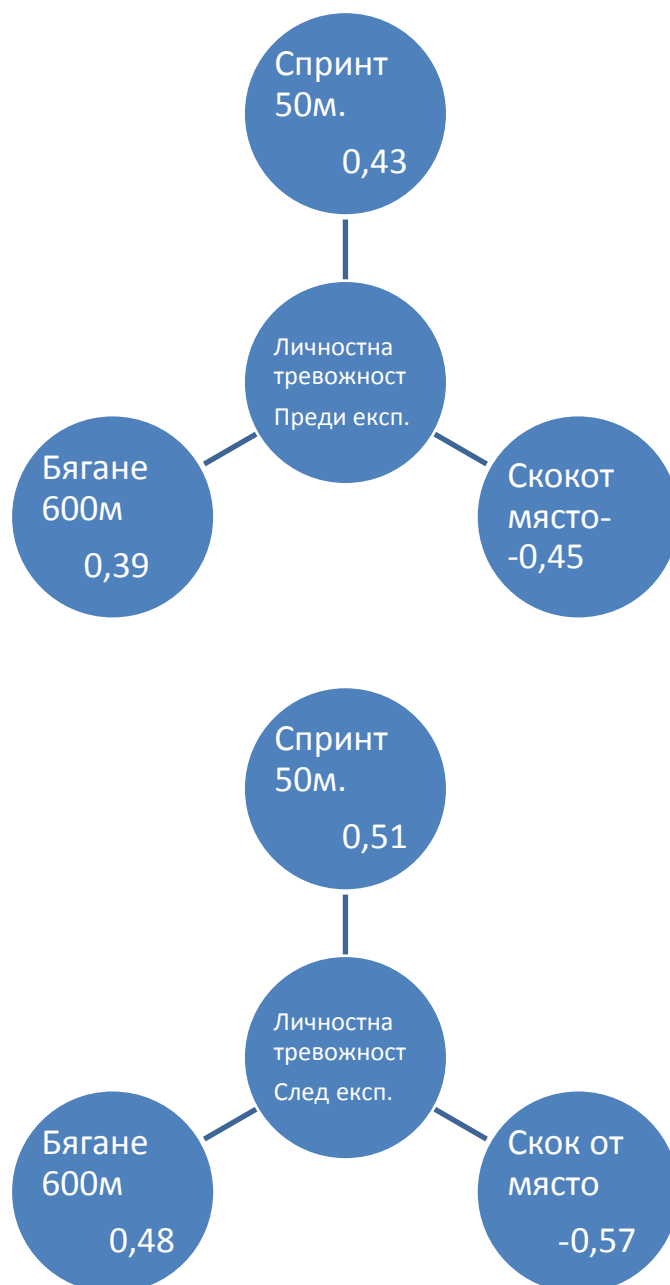 Спринт
50м.
0,43
Личностна
тревожност
Преди експ.
Бягане
600м
0,39
Скокот
място-
-0,45
Спринт
50м.
0,51
Личностна
тревожност
След експ.
Бягане
600м
0,48
Скок от
място
-0,57